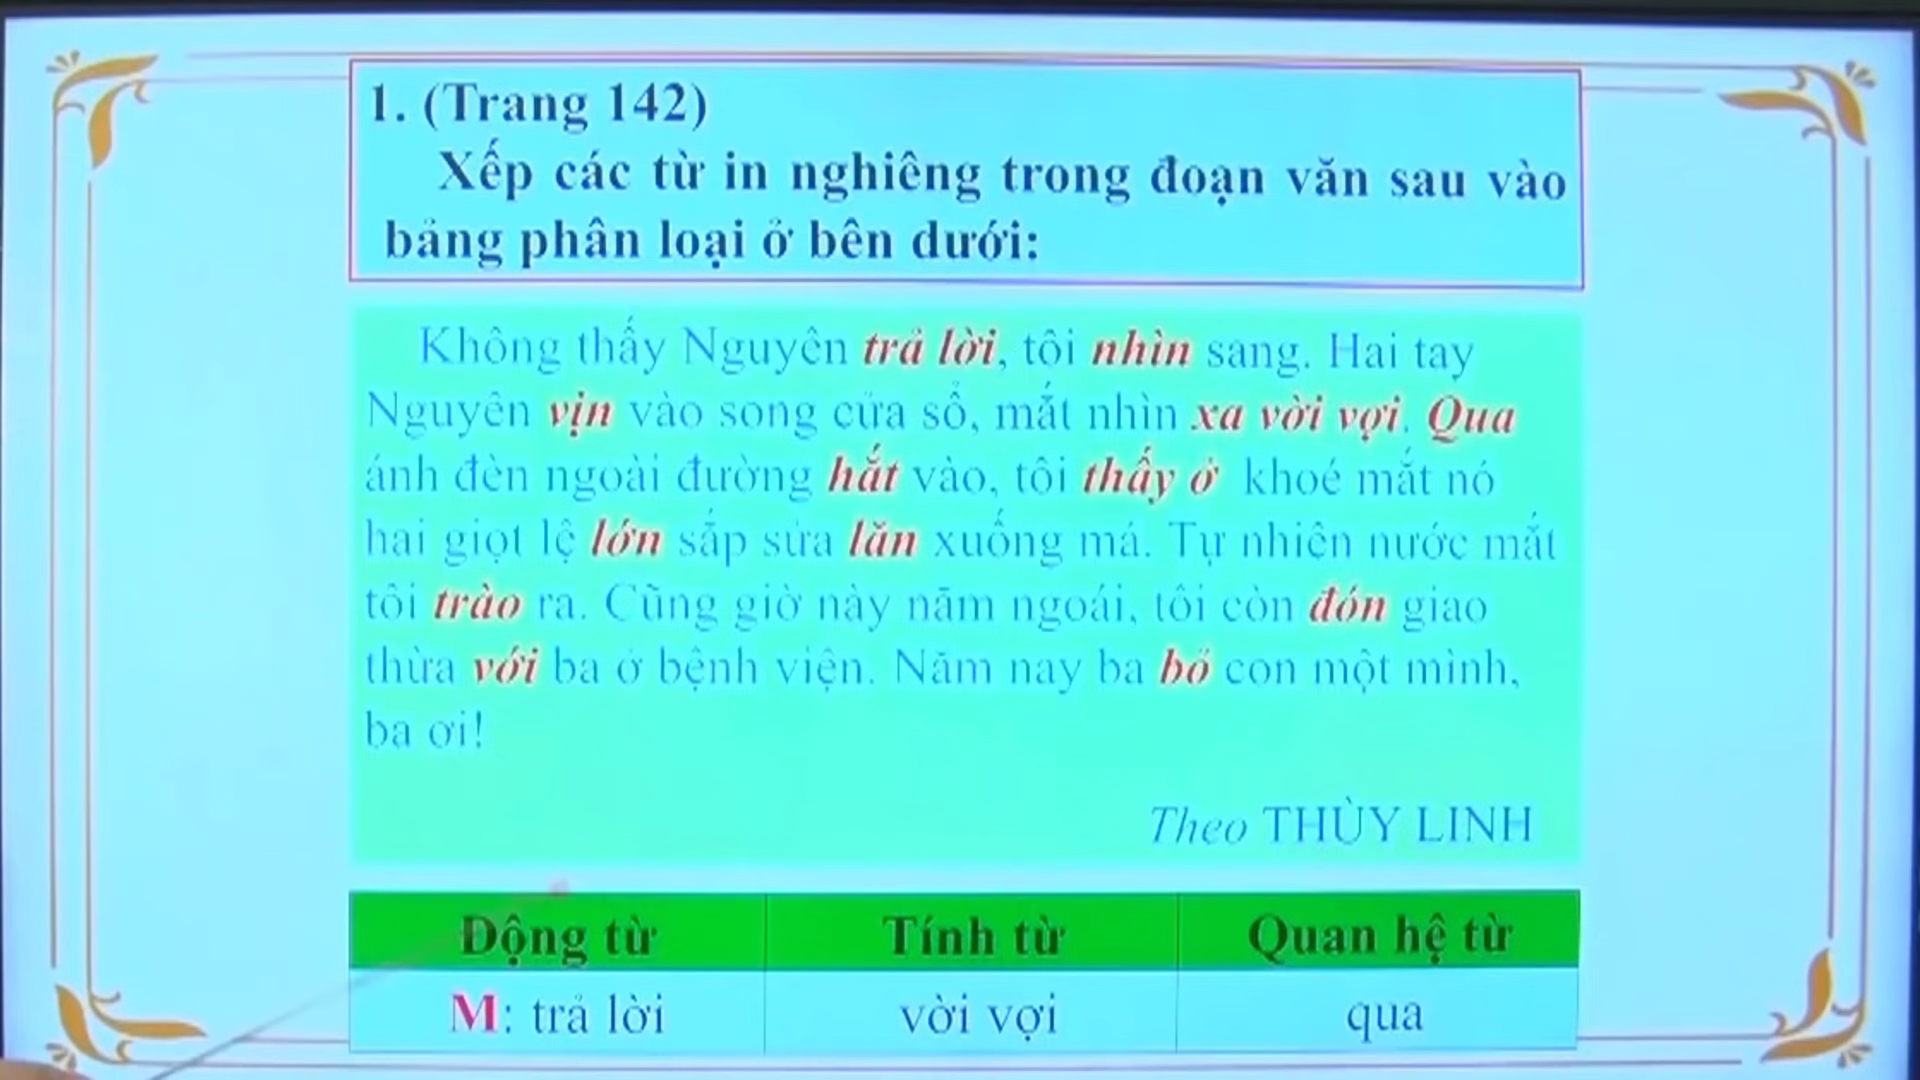 1. (Trang 142)
Xếp các từ in nghiêng trong đoạn văn sau vào
bảng phân loại ở bên dưới:
Không thấy Nguyên trả lời, tôi nhìn sang. Hai tay
Nguyên vịn vào song cửa sổ, mắt nhìn xa vời vợi. Qua
ánh đèn ngoài đường hắt vào, tôi thấy ở khoé mắt nó
hai giọt lệ lớn sắp sửa lăn xuống má. Tự nhiên nước mắt
tôi trào ra. Cũng giờ này năm ngoái, tôi còn đón giao
thừa với ba ở bệnh viện. Năm nay ba bỏ con một mình,
ba ơi!
Theo THÙY LINH
Động từ Tính từ Quan hệ từ
M: trả lời vời vợi qua